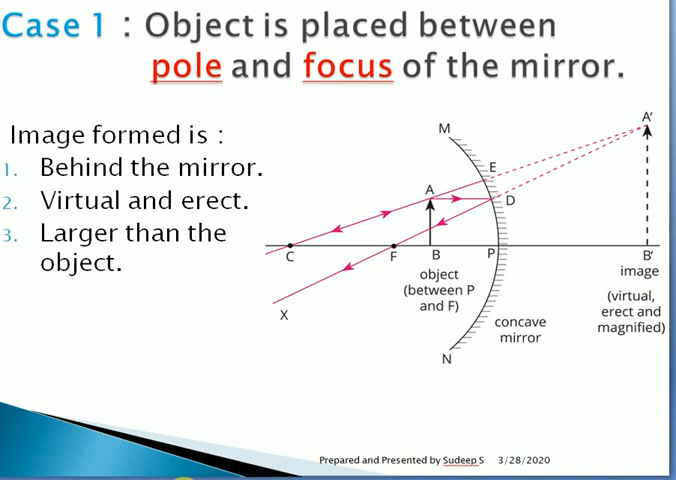 Case 1 : Object is placed between
pole and focus of the mirror.
Image formed is :
1. Behind the mirror.
2. Virtual and erect.
3. Larger than the
object.
M
A'
E
A
D
C
F
B
P
B'
object
(between P
and F)
image
(virtual,
erect and
magnified)
X
concave
mirror
N
Prepared and Presented by Sudeep S 3/28/2020